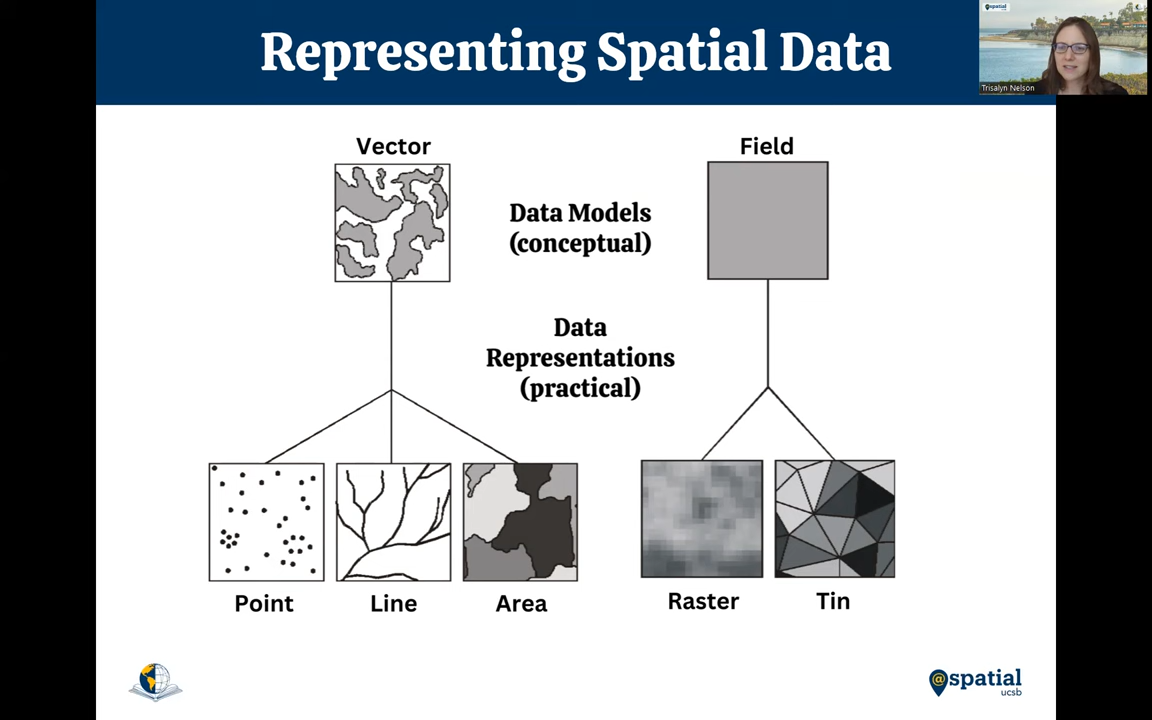 Representing Spatial Data
spatial
Trisalyn Nelson
Vector
Field
Data Models
(conceptual)
Data
Representations
(practical)
Point
Line
Area
Raster
Tin
@spatial
ucsb